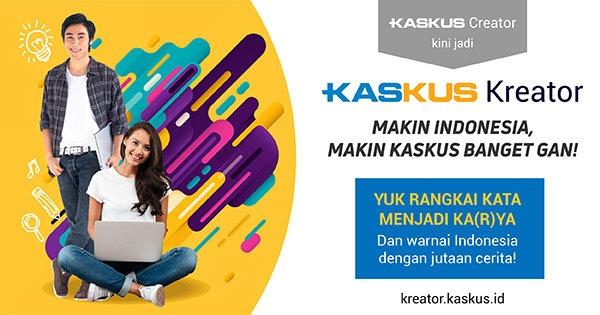 KASKUS Creator
kini jadi
KASKUS Kreator
MAKIN INDONESIA,
MAKIN KASKUS BANGET GAN!
YUK RANGKAI KATA
MENJADI KA(R)YA
Dan warnai Indonesia
dengan jutaan cerita!
kreator.kaskus.id